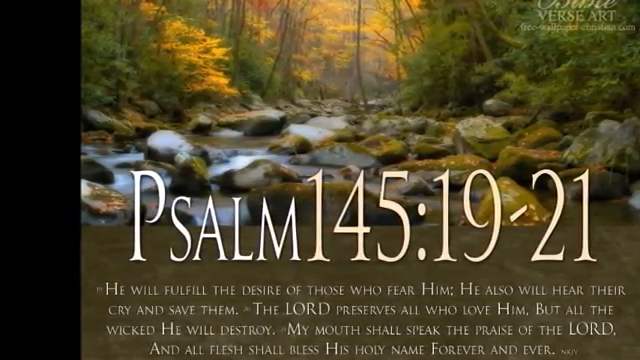 Bible
VERSE ART
free-wallpaper-christian.com
PSALM 145:19-21
19 HE WILL FULFILL THE DESIRE OF THOSE WHO FEAR HIM; HE ALSO WILL HEAR THEIR
CRY AND SAVE THEM. 20 THE LORD PRESERVES ALL WHO LOVE HIM, BUT ALL THE
WICKED HE WILL DESTROY. 21 MY MOUTH SHALL SPEAK THE PRAISE OF THE LORD,
AND ALL FLESH SHALL BLESS HIS HOLY NAME FOREVER AND EVER. NKJV